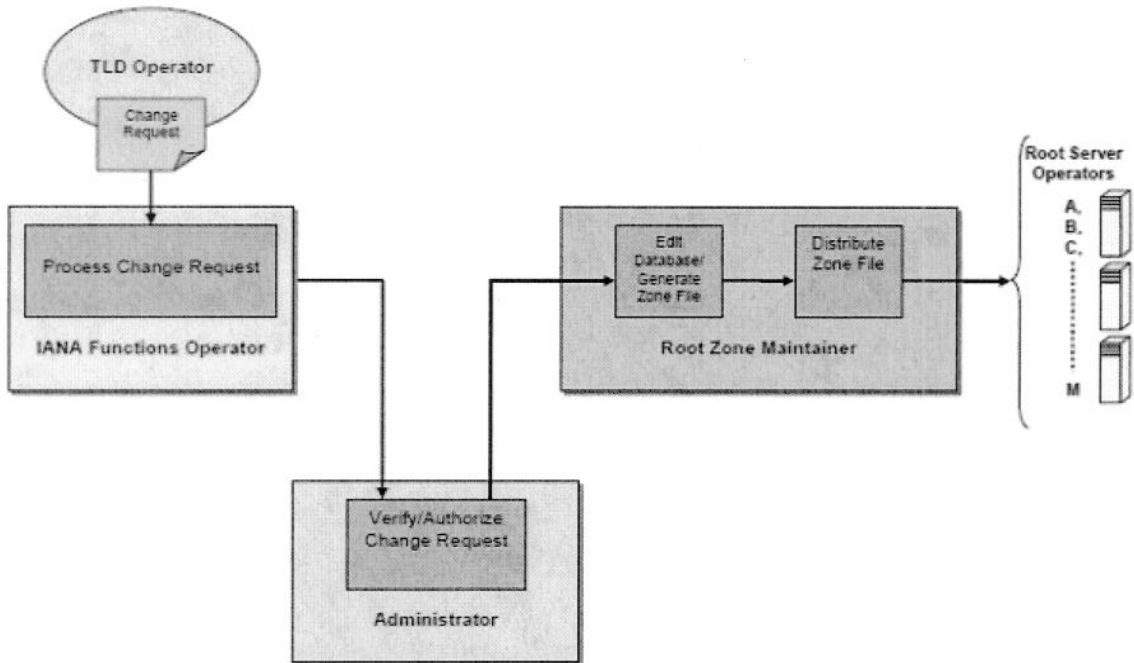 TLD Operator
Change
Request
Process Change Request
IANA Functions Operator
Verify/Authorize
Change Request
Administrator
Edit
Database/
Generate
Zone File
Distribute
Zone File
Root Zone Maintainer
Root Server
Operators
A,
B,
C,
M